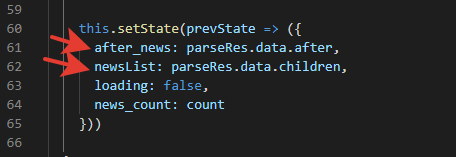 59
60 this.setState(prevState => ({
61 after_news: parseRes.data.after,
62 newsList: parseRes.data.children,
63 loading: false,
64 news_count: count
65 }))
66